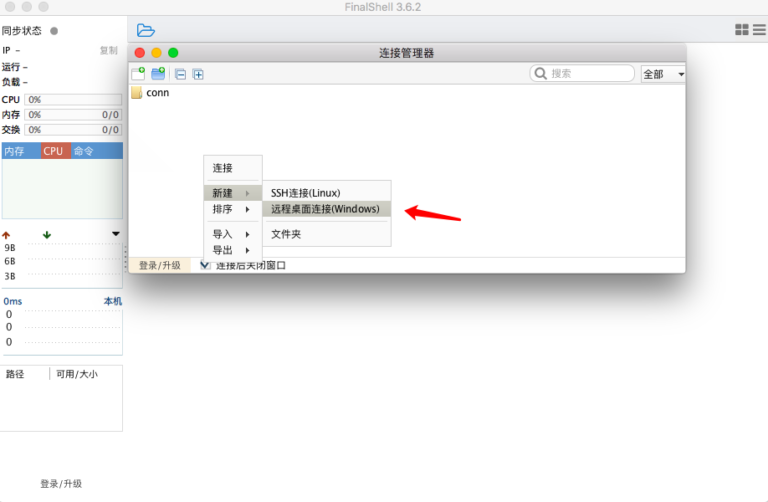 FinalShell 3.6.2
同步状态
IP -
复制
运行 -
负载 -
CPU 0%
内存 0% 0/0
交换 0% 0/0
内存 CPU 命令
9B
6B
3B
0ms 本机
0
0
0
路径 可用/大小
登录/升级
连接管理器
搜索
全部
conn
连接
新建
排序
导入
导出
SSH连接(Linux)
远程桌面连接(Windows)
文件夹
登录/升级
连接后关闭窗口